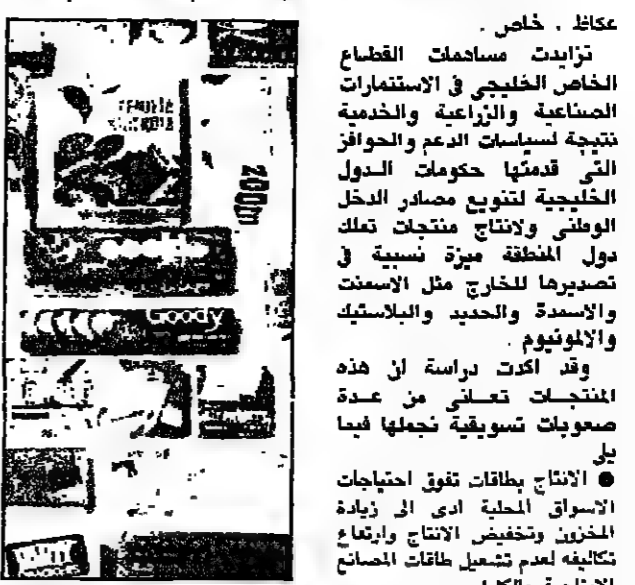 عكاظ . خاص .
تزايدت مساهمات القطاع
الخاص الخليجي في الاستثمارات
الصناعية والزراعية والخدمية
نتيجة لسياسات الدعم والحوافز
التي قدمتها حكومات الدول
الخليجية لتنويع مصادر الدخل
الوطني ولانتاج منتجات تملك
دول المنطقة ميزة نسبية في
تصديرها للخارج مثل الاسمنت
والاسمدة والحديد والبلاستيك
والالومنيوم .
وقد اكدت دراسة ان هذه
المنتجات تعاني من عدة
صعوبات تسويقية نجملها فيما
يلي
● الانتاج بطاقات تفوق احتياجات
الاسواق المحلية ادى الى زيادة
المخزون وتخفيض الانتاج وارتفاع
تكاليفه لعدم تشغيل طاقات المصانع
Goody